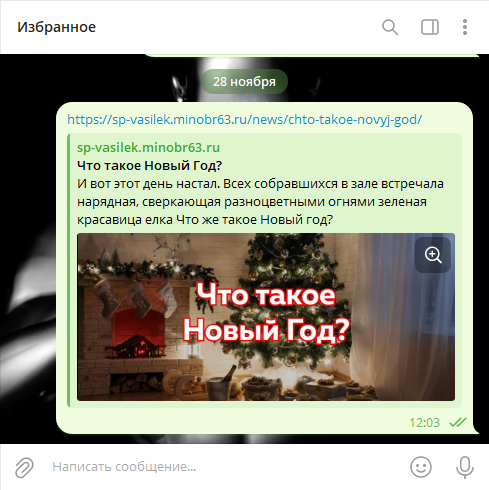 Избранное
28 ноября
https://sp-vasilek.minobr63.ru/news/chto-takoe-novyj-god/
sp-vasilek.minobr63.ru
Что такое Новый Год?
И вот этот день настал. Всех собравшихся в зале встречала
нарядная, сверкающая разноцветными огнями зеленая
красавица елка Что же такое Новый год?
Что такое
Новый Год?
12:03
Написать сообщение...